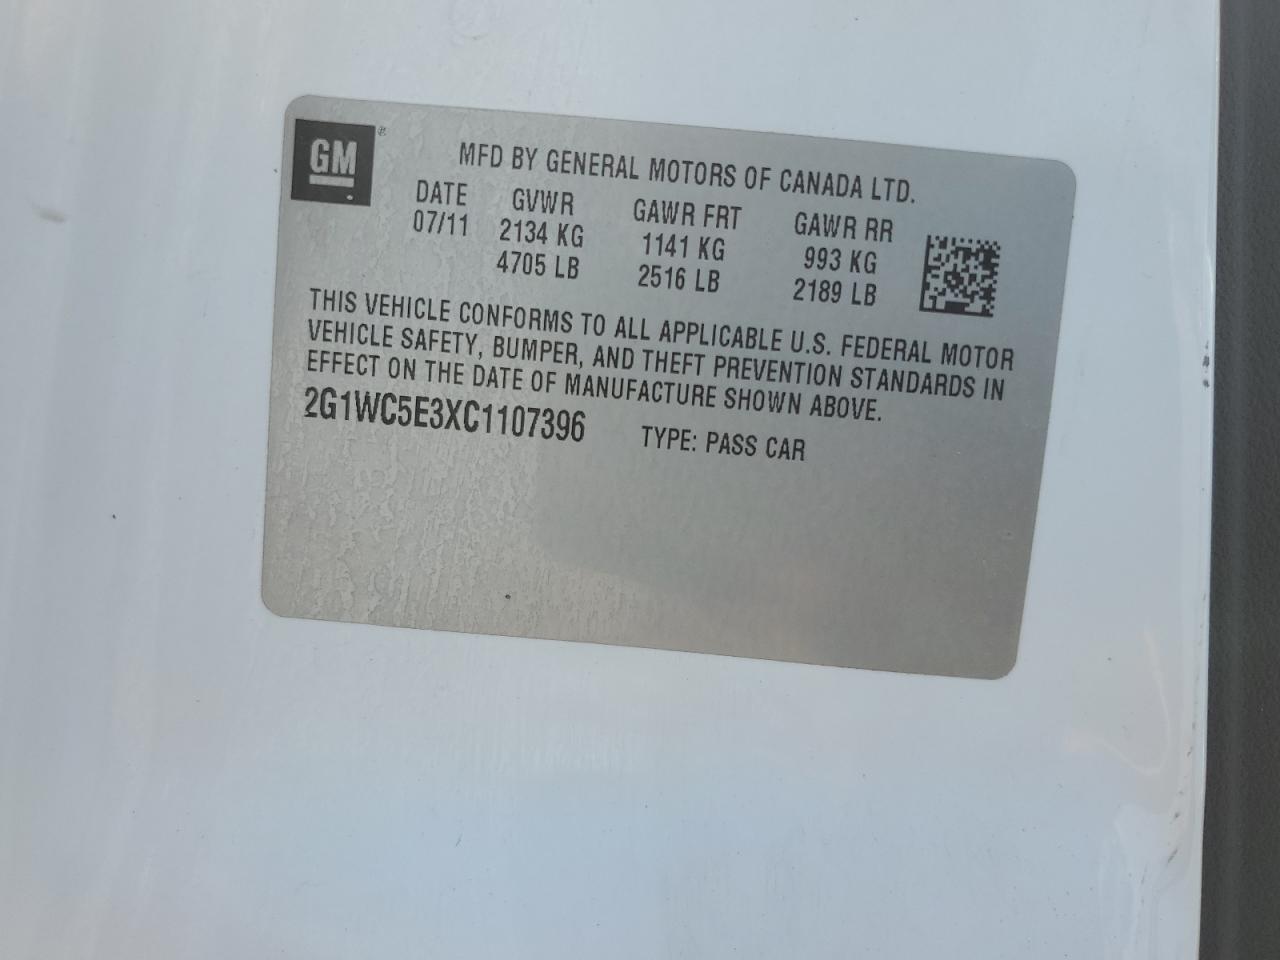 GM®
MFD BY GENERAL MOTORS OF CANADA LTD.
DATE GVWR GAWR FRT GAWR RR
07/11 2134 KG 1141 KG 993 KG
4705 LB 2516 LB 2189 LB
THIS VEHICLE CONFORMS TO ALL APPLICABLE U.S. FEDERAL MOTOR
VEHICLE SAFETY, BUMPER, AND THEFT PREVENTION STANDARDS IN
EFFECT ON THE DATE OF MANUFACTURE SHOWN ABOVE.
2G1WC5E3XC1107396 TYPE: PASS CAR